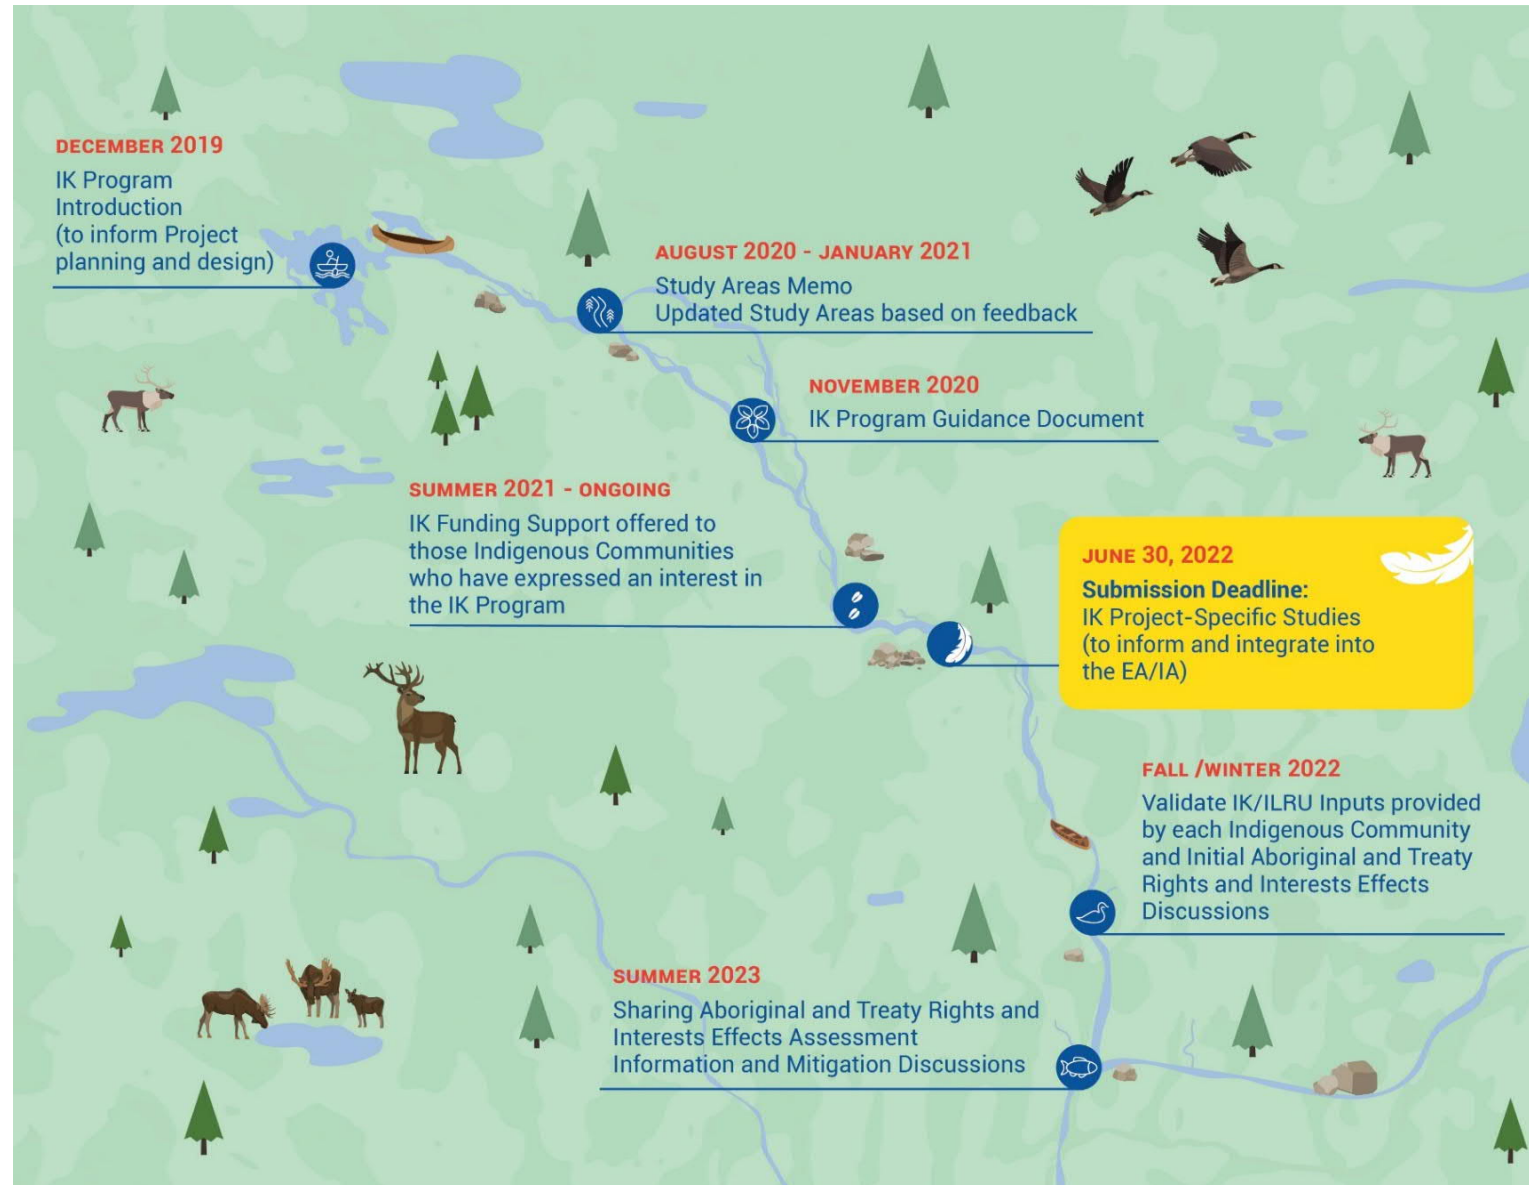 DECEMBER 2019
IK Program
Introduction
(to inform Project
planning and design)
AUGUST 2020 - JANUARY 2021
Study Areas Memo
Updated Study Areas based on feedback
NOVEMBER 2020
IK Program Guidance Document
SUMMER 2021 - ONGOING
IK Funding Support offered to
those Indigenous Communities
who have expressed an interest in
the IK Program
JUNE 30, 2022
Submission Deadline:
IK Project-Specific Studies
(to inform and integrate into
the EA/IA)
FALL /WINTER 2022
Validate IK/ILRU Inputs provided
by each Indigenous Community
and Initial Aboriginal and Treaty
Rights and Interests Effects
Discussions
SUMMER 2023
Sharing Aboriginal and Treaty Rights and
Interests Effects Assessment
Information and Mitigation Discussions